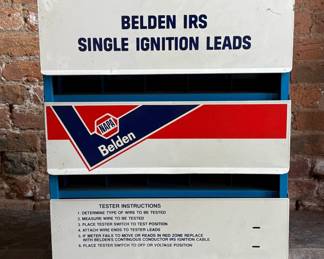 BELDEN IRS
SINGLE IGNITION LEADS
NAPA
Belden
TESTER INSTRUCTIONS
1. DETERMINE TYPE OF WIRE TO BE TESTED
2. MEASURE WIRE TO BE TESTED
3. PLACE TESTER SWITCH TO TEST POSITION
4. ATTACH WIRE ENDS TO TESTER LEADS
5. IF METER FAILS TO MOVE OR READS IN RED ZONE REPLACE
WITH BELDEN'S CONTINUOUS CONDUCTOR IRS IGNITION CABLE
6. PLACE TESTER SWITCH TO OFF OR VOLTAGE POSITION